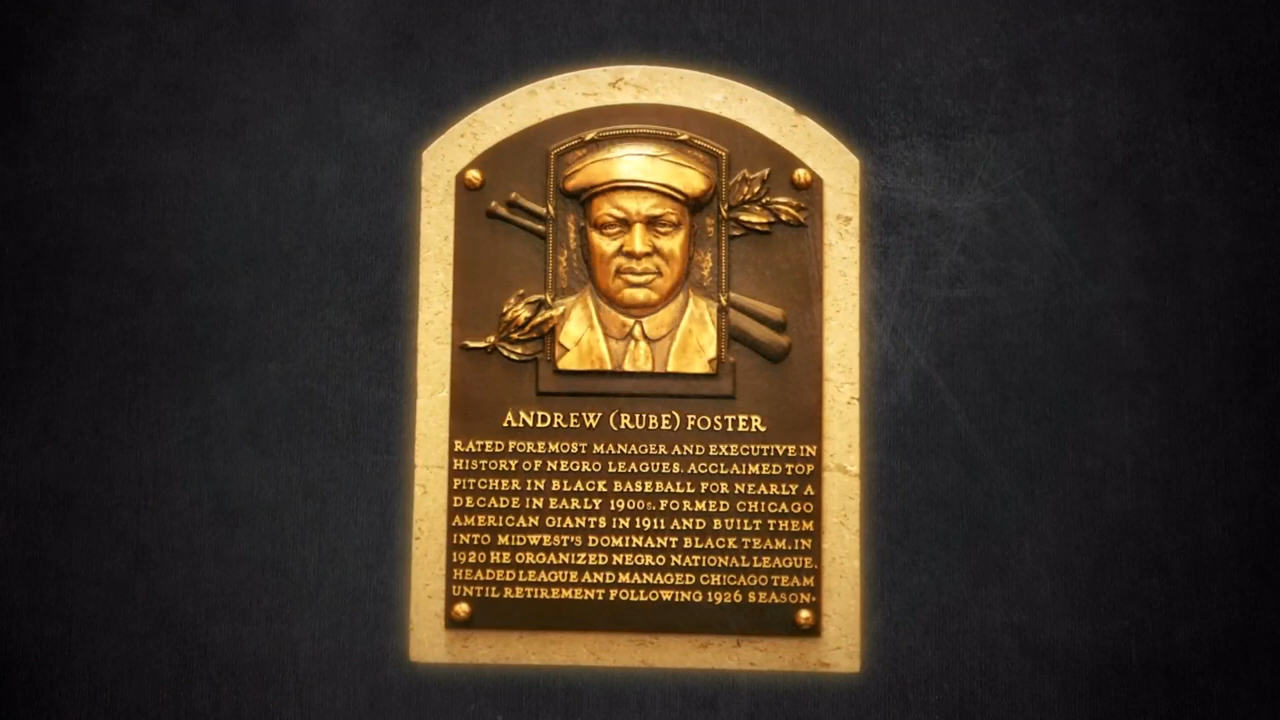 ANDREW (RUBE) FOSTER
RATED FOREMOST MANAGER AND EXECUTIVE IN
HISTORY OF NEGRO LEAGUES. ACCLAIMED TOP
PITCHER IN BLACK BASEBALL FOR NEARLY A
DECADE IN EARLY 1900s. FORMED CHICAGO
AMERICAN GIANTS IN 1911 AND BUILT THEM
INTO MIDWEST'S DOMINANT BLACK TEAM. IN
1920 HE ORGANIZED NEGRO NATIONAL LEAGUE.
HEADED LEAGUE AND MANAGED CHICAGO TEAM
UNTIL RETIREMENT FOLLOWING 1926 SEASON.